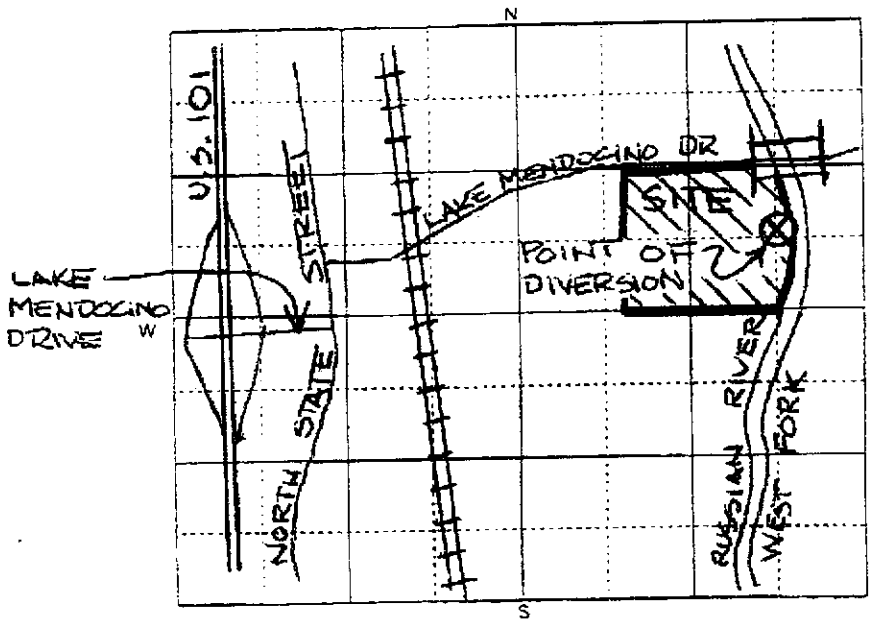 N
U.S. 101
NORTH STATE STREET
LAKE MENDOCINO DR
SITE
POINT OF
DIVERSION
LAKE
MENDOCINO
DRIVE
W
RUSSIAN RIVER
WEST FORK
S